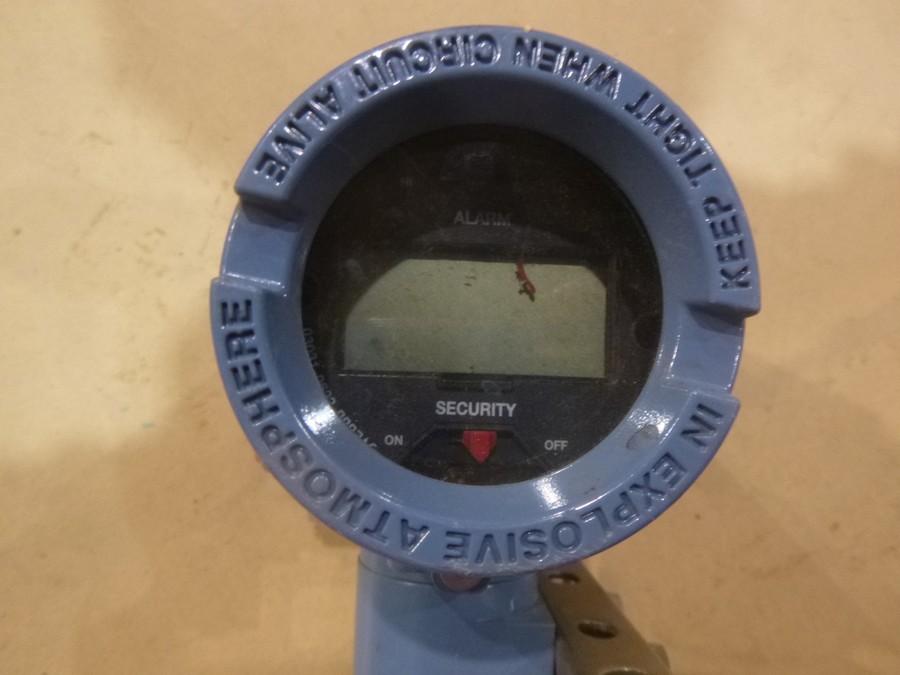 KEEP TIGHT WHEN CIRCUIT ALIVE
IN EXPLOSIVE ATMOSPHERE
ALARM
SECURITY
ON OFF